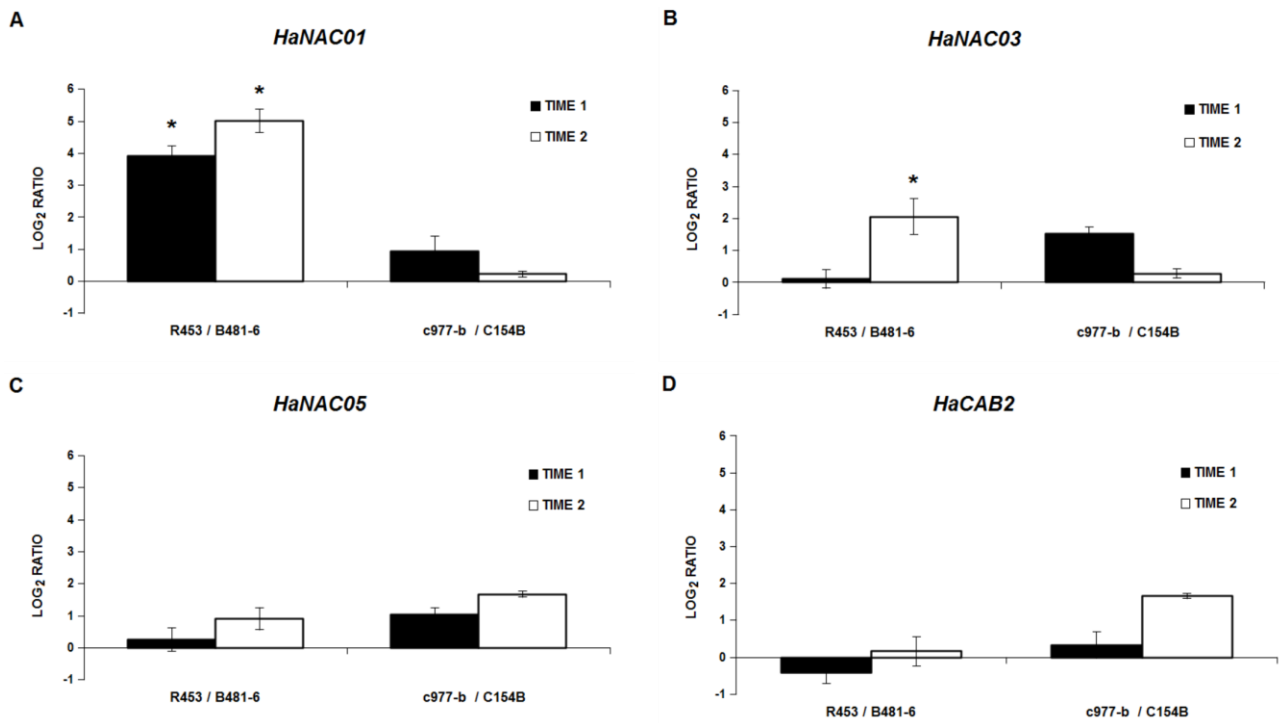 A
HaNAC01
6
5
4
3
2
1
0
-1
LOG2 RATIO
*
*
TIME 1
TIME 2
R453 / B481-6
c977-b / C154B
B
HaNAC03
6
5
4
3
2
1
0
-1
LOG2 RATIO
*
TIME 1
TIME 2
R453 / B481-6
c977-b / C154B
C
HaNAC05
6
5
4
3
2
1
0
-1
LOG2 RATIO
TIME 1
TIME 2
R453 / B481-6
c977-b / C154B
D
HaCAB2
6
5
4
3
2
1
0
-1
LOG2 RATIO
TIME 1
TIME 2
R453 / B481-6
c977-b / C154B